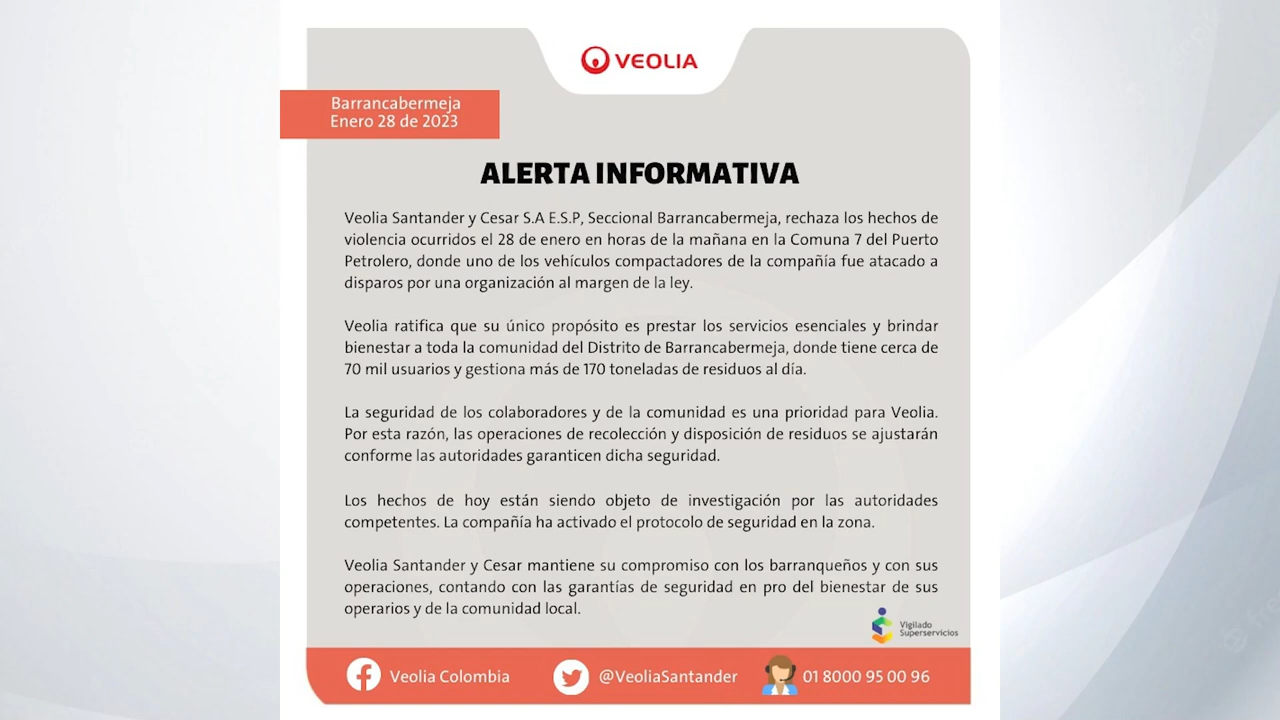 VEOLIA
Barrancabermeja
Enero 28 de 2023
ALERTA INFORMATIVA
Veolia Santander y Cesar S.A E.S.P, Seccional Barrancabermeja, rechaza los hechos de
violencia ocurridos el 28 de enero en horas de la mañana en la Comuna 7 del Puerto
Petrolero, donde uno de los vehículos compactadores de la compañía fue atacado a
disparos por una organización al margen de la ley.
Veolia ratifica que su único propósito es prestar los servicios esenciales y brindar
bienestar a toda la comunidad del Distrito de Barrancabermeja, donde tiene cerca de
70 mil usuarios y gestiona más de 170 toneladas de residuos al día.
La seguridad de los colaboradores y de la comunidad es una prioridad para Veolia.
Por esta razón, las operaciones de recolección y disposición de residuos se ajustarán
conforme las autoridades garanticen dicha seguridad.
Los hechos de hoy están siendo objeto de investigación por las autoridades
competentes. La compañía ha activado el protocolo de seguridad en la zona.
Veolia Santander y Cesar mantiene su compromiso con los barranqueños y con sus
operaciones, contando con las garantías de seguridad en pro del bienestar de sus
operarios y de la comunidad local.
Vigilado
Superservicios
Veolia Colombia
@VeoliaSantander
01 8000 95 00 96